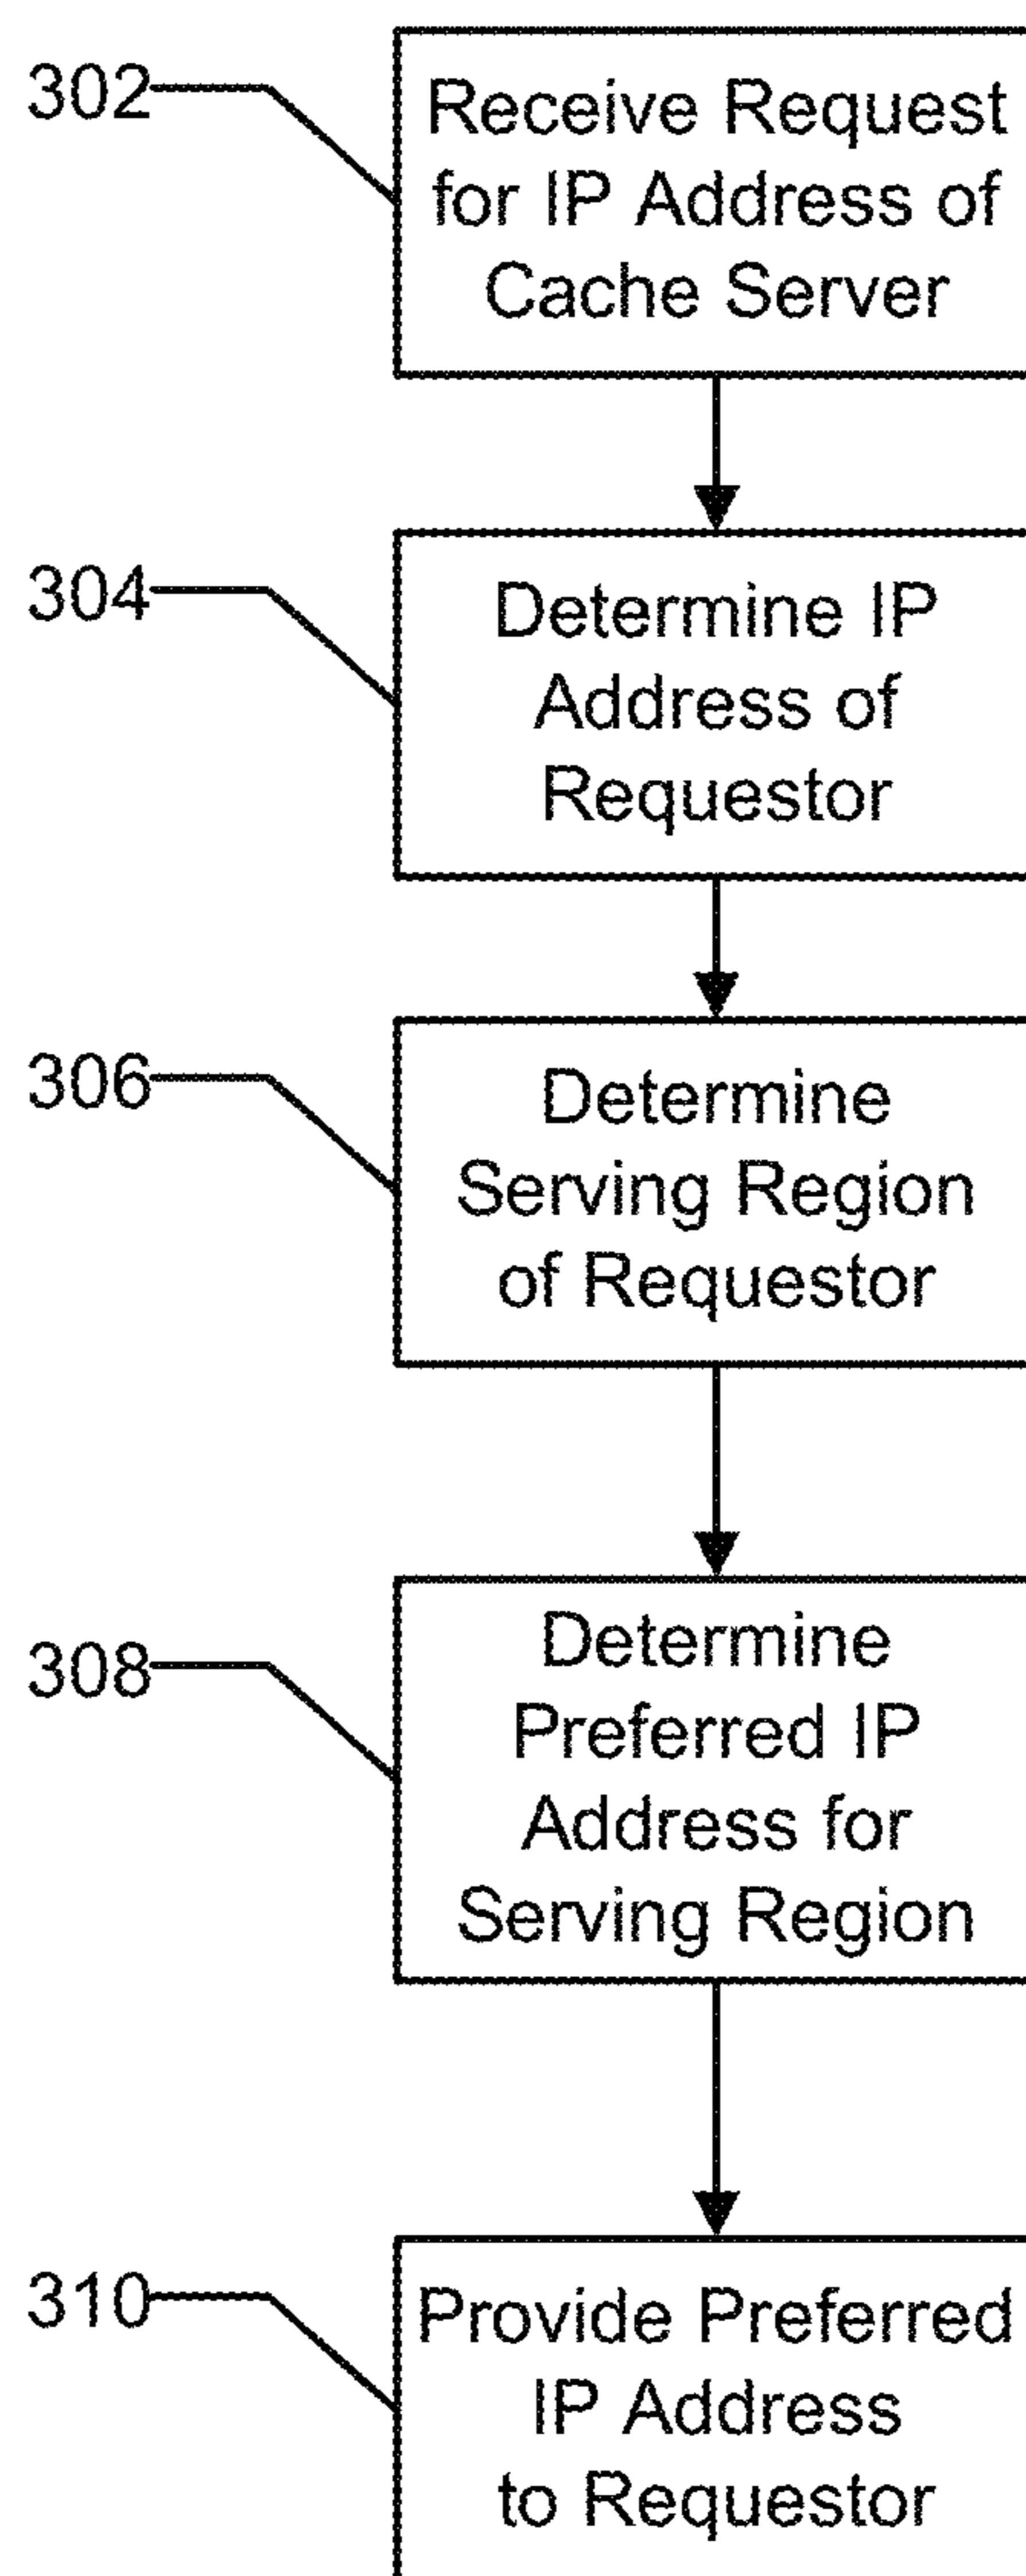 302
Receive Request
for IP Address of
Cache Server
304
Determine IP
Address of
Requestor
306
Determine
Serving Region
of Requestor
308
Determine
Preferred IP
Address for
Serving Region
310
Provide Preferred
IP Address
to Requestor